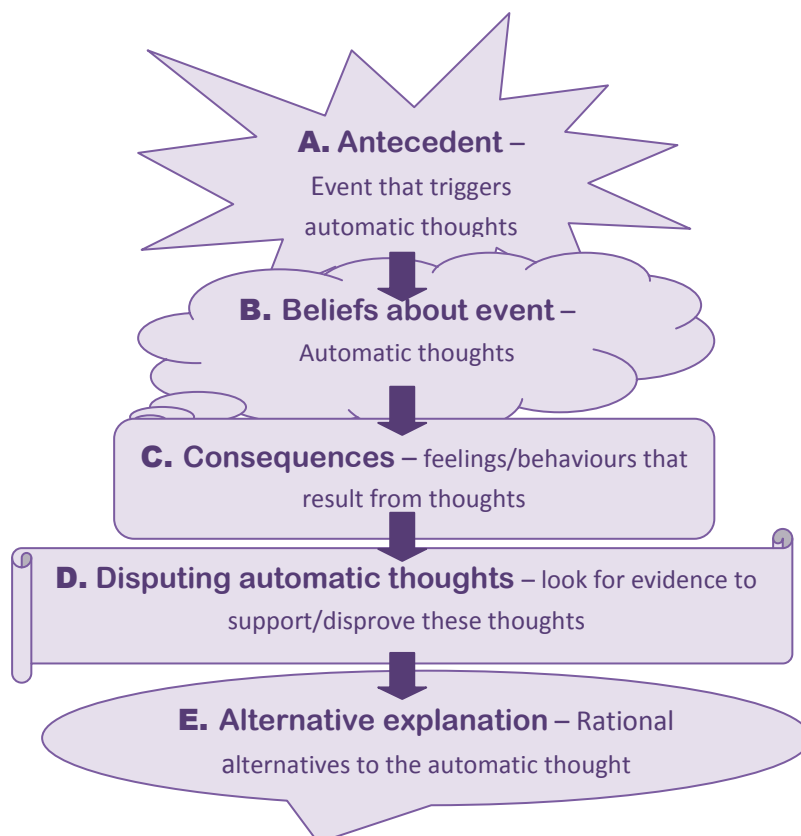 A. Antecedent –
Event that triggers
automatic thoughts
B. Beliefs about event –
Automatic thoughts
C. Consequences – feelings/behaviours that
result from thoughts
D. Disputing automatic thoughts – look for evidence to
support/disprove these thoughts
E. Alternative explanation – Rational
alternatives to the automatic thought